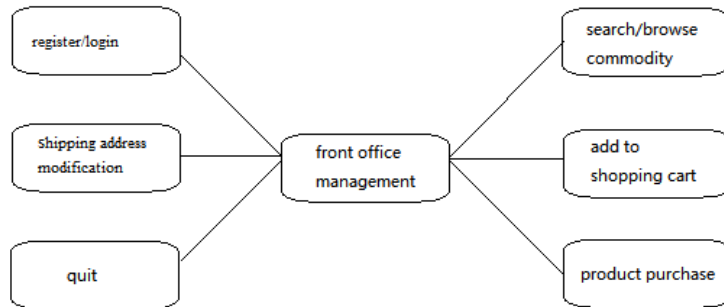 register/login
Shipping address
modification
quit
front office
management
search/browse
commodity
add to
shopping cart
product purchase